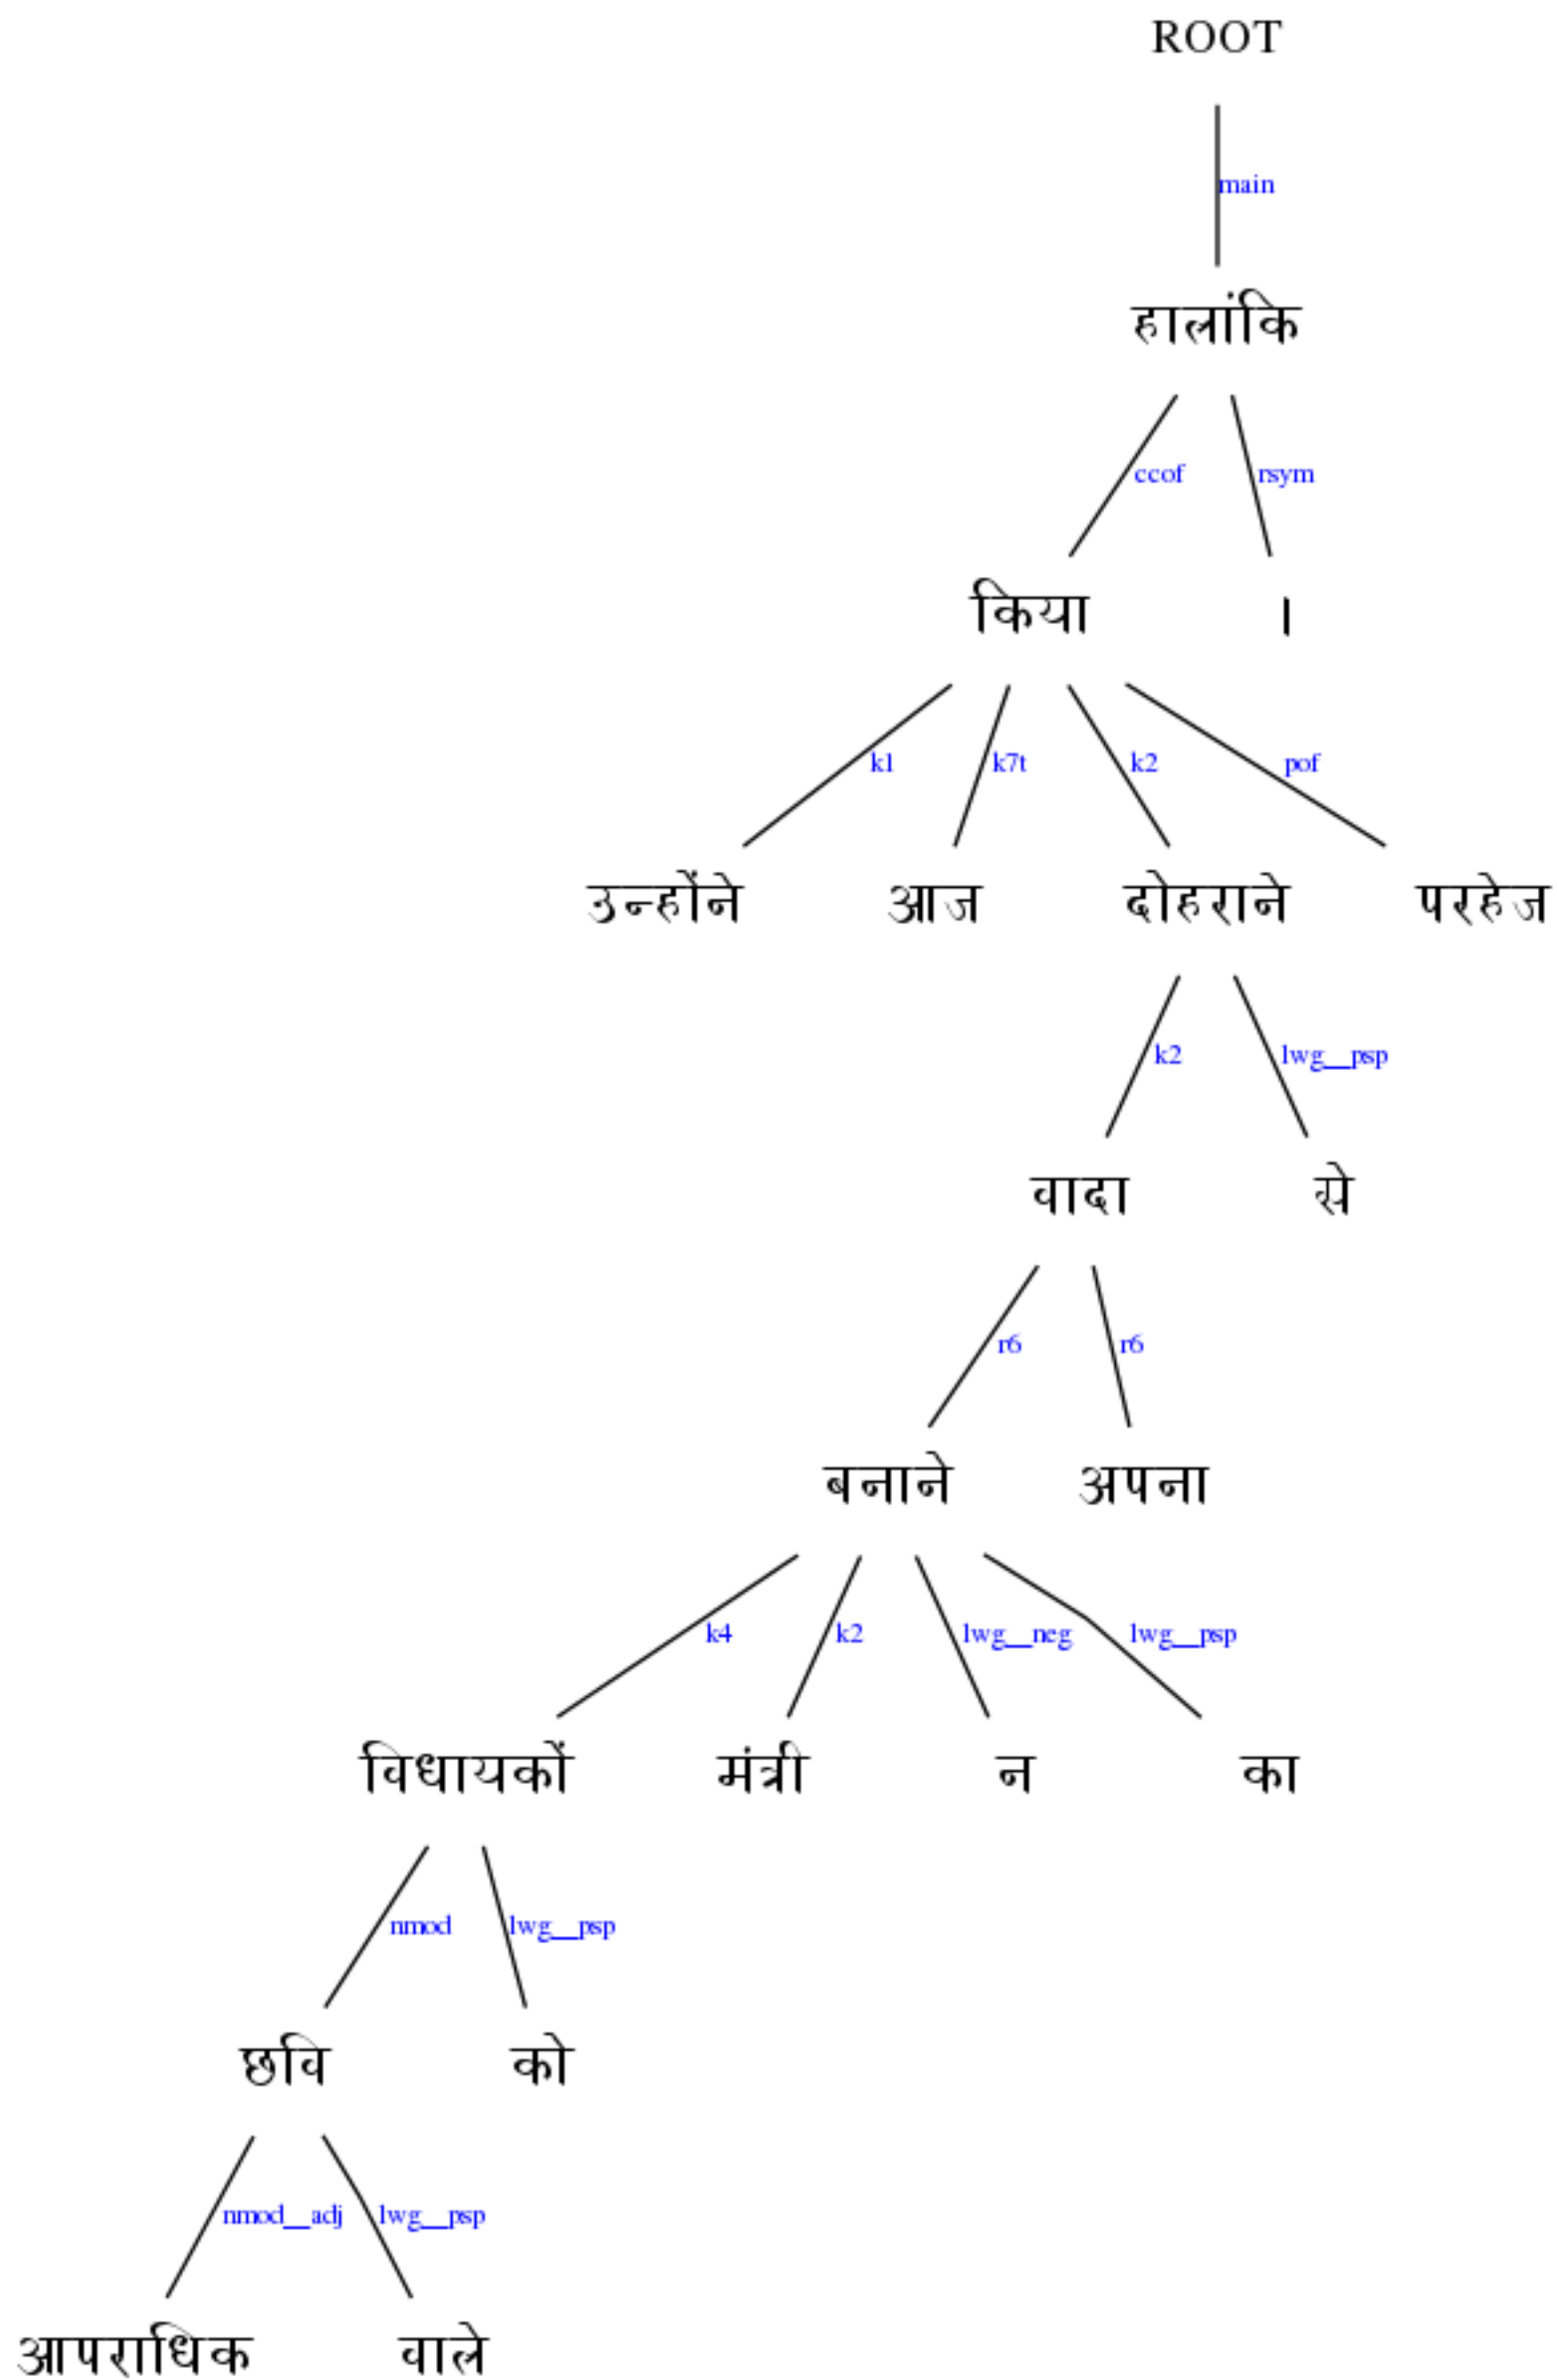 ROOT
main
हालांकि
ccof rsym
किया ।
k1 k7t k2 pof
उन्होंने आज दोहराने परहेज
k2 lwg__psp
वादा से
r6 r6
बनाने अपना
k4 k2 lwg__neg lwg__psp
विधायकों मंत्री न का
nmod lwg__psp
छवि को
nmod__adj lwg__psp
आपराधिक वाले